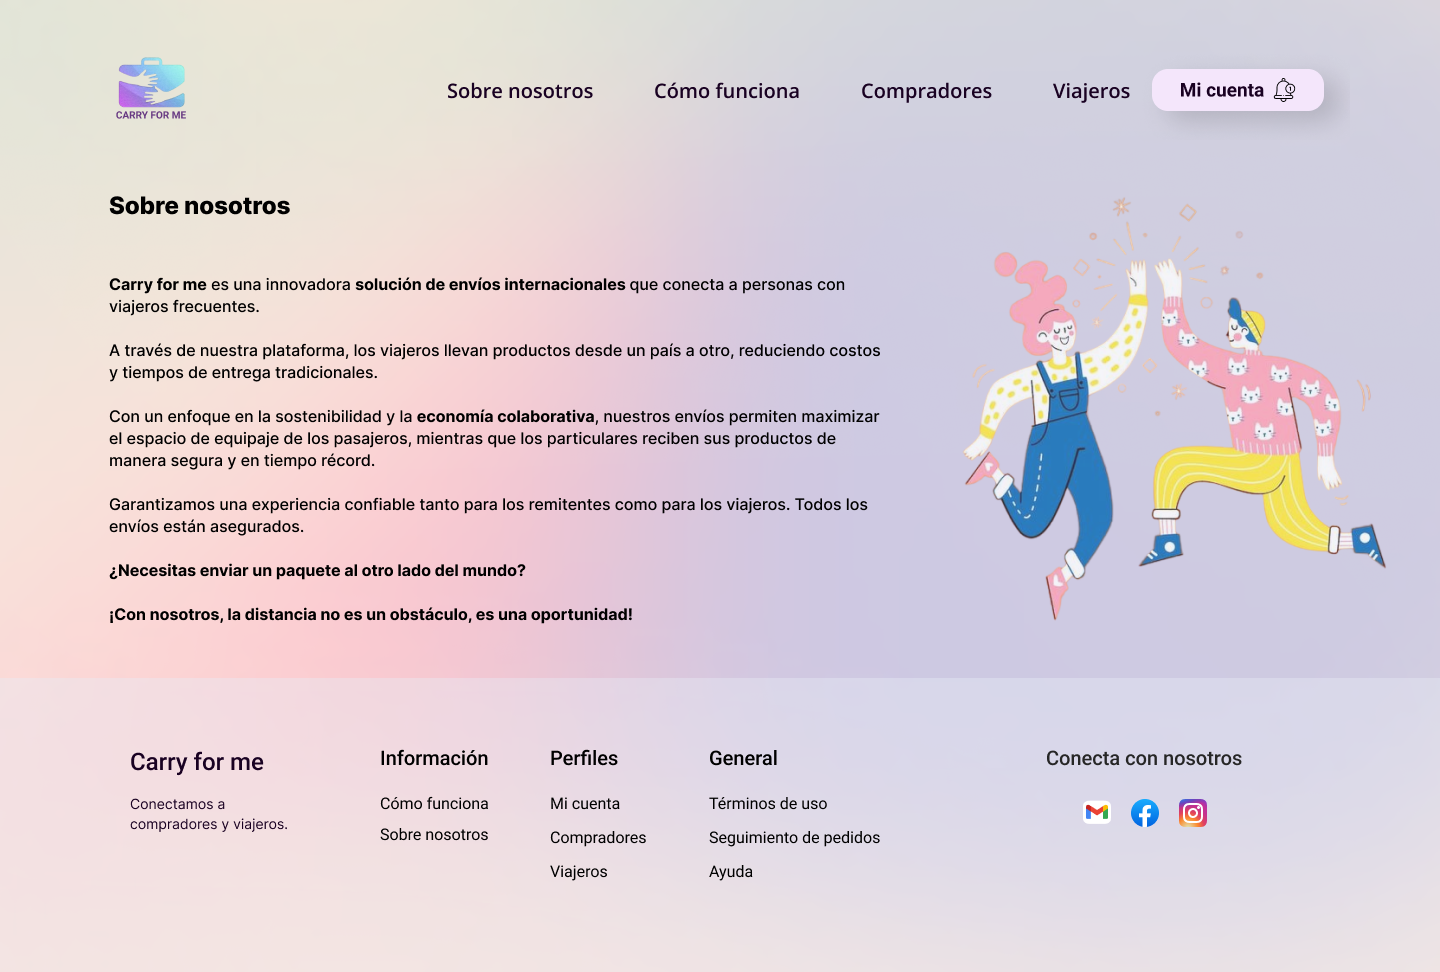 CARRY FOR ME
Sobre nosotros
Cómo funciona
Compradores
Viajeros
Mi cuenta
1
Sobre nosotros
Carry for me es una innovadora solución de envíos internacionales que conecta a personas con
viajeros frecuentes.
A través de nuestra plataforma, los viajeros llevan productos desde un país a otro, reduciendo costos
y tiempos de entrega tradicionales.
Con un enfoque en la sostenibilidad y la economía colaborativa, nuestros envíos permiten maximizar
el espacio de equipaje de los pasajeros, mientras que los particulares reciben sus productos de
manera segura y en tiempo récord.
Garantizamos una experiencia confiable tanto para los remitentes como para los viajeros. Todos los
envíos están asegurados.
¿Necesitas enviar un paquete al otro lado del mundo?
¡Con nosotros, la distancia no es un obstáculo, es una oportunidad!
Carry for me
Conectamos a
compradores y viajeros.
Información
Cómo funciona
Sobre nosotros
Perfiles
Mi cuenta
Compradores
Viajeros
General
Términos de uso
Seguimiento de pedidos
Ayuda
Conecta con nosotros